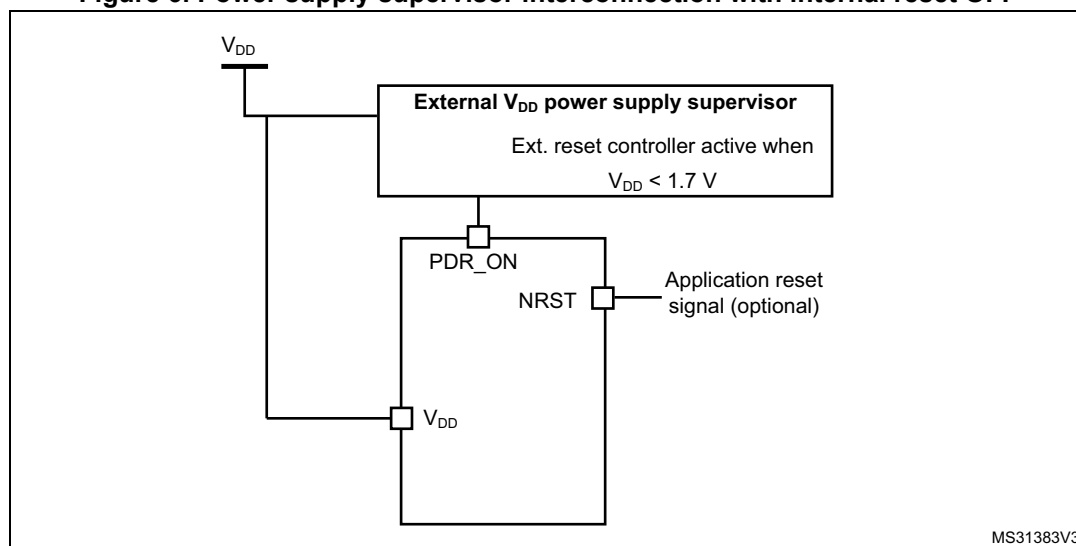 V_DD
External V_DD power supply supervisor
Ext. reset controller active when
V_DD < 1.7 V
PDR_ON
NRST
Application reset
signal (optional)
V_DD
MS31383V3